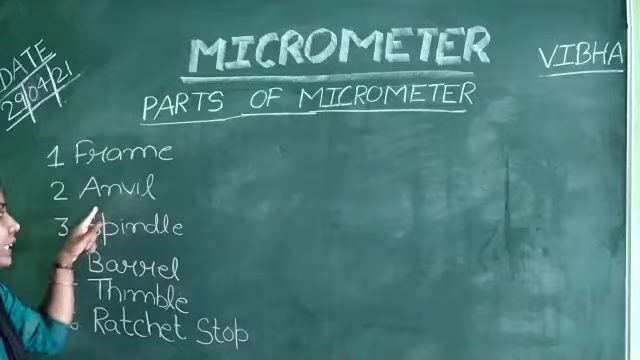 DATE
29/04/21
MICROMETER
VIBHA
PARTS OF MICROMETER
1 Frame
2 Anvil
3 Spindle
Barrel
Thimble
Ratchet Stop